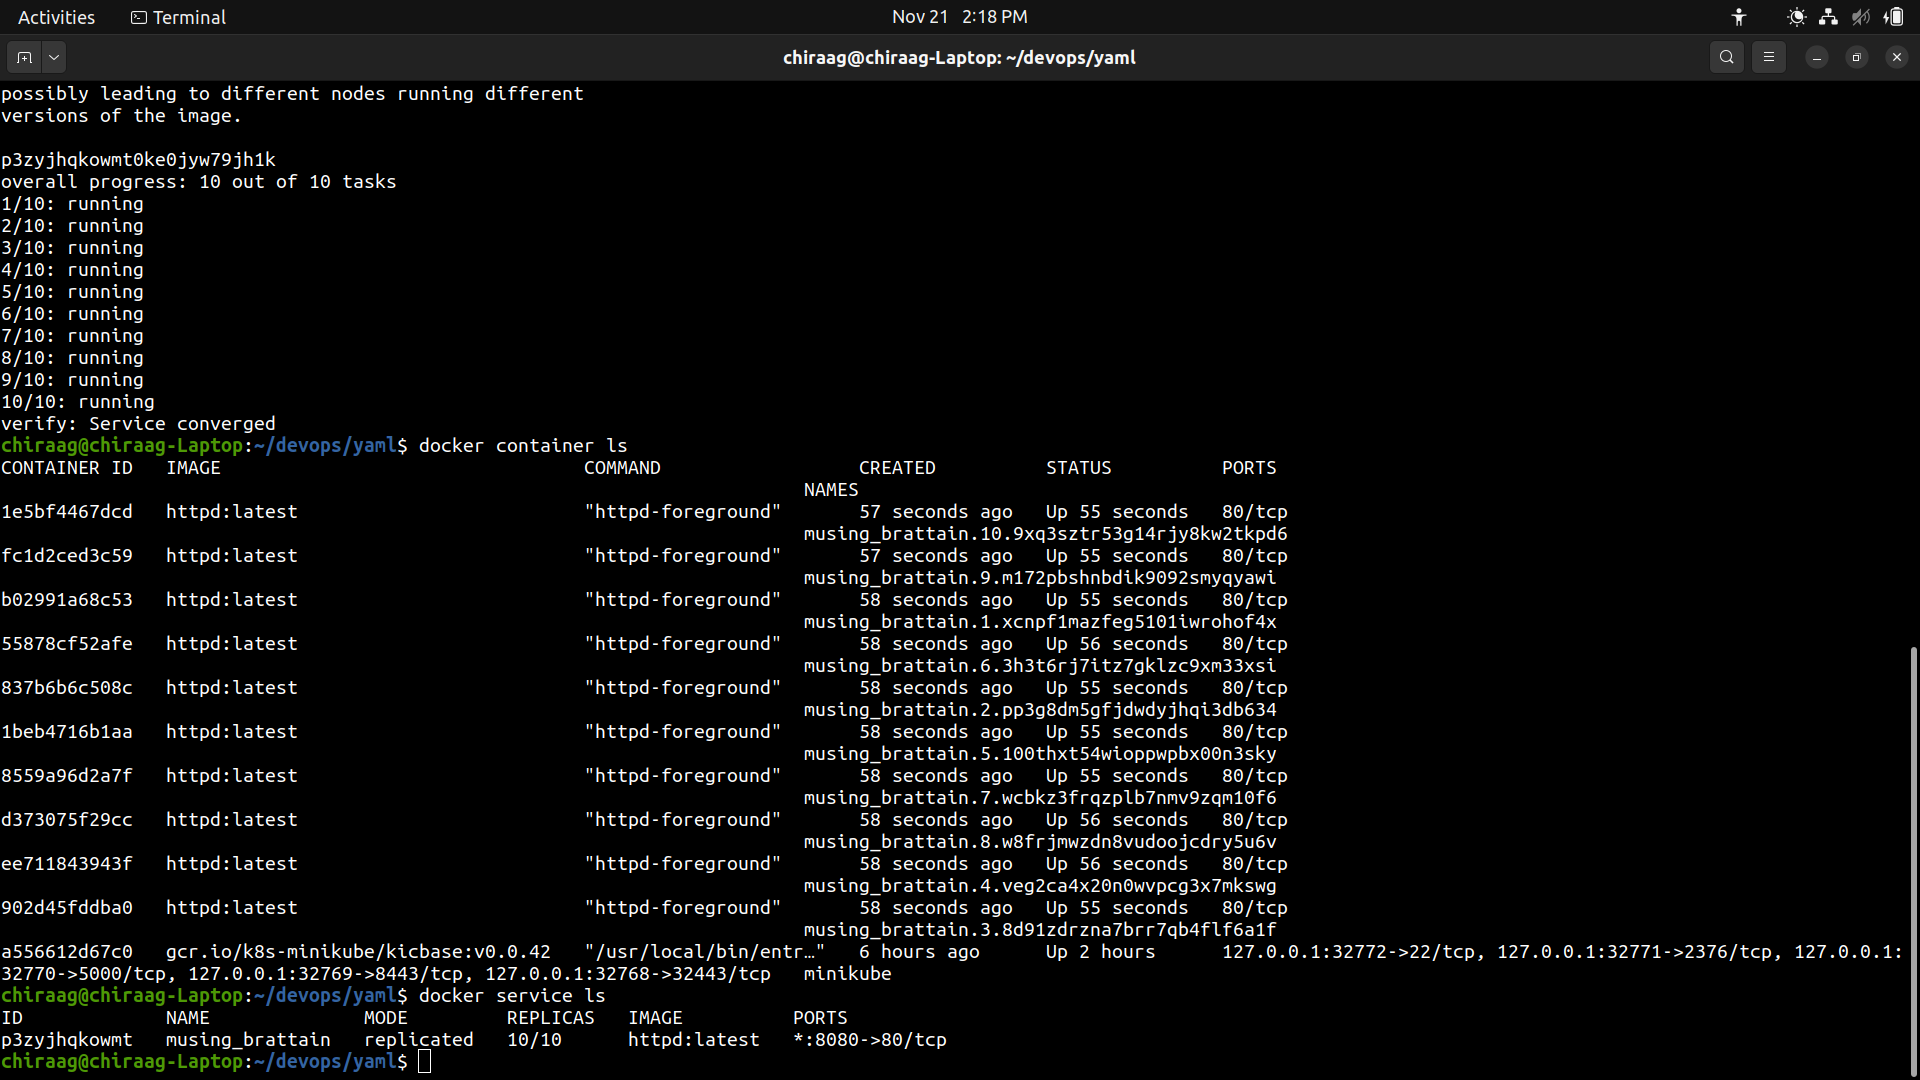 Activities Terminal Nov 21 2:18 PM
chiraag@chiraag-Laptop: ~/devops/yaml
possibly leading to different nodes running different
versions of the image.
p3zyjhqkowmt0ke0jyw79jh1k
overall progress: 10 out of 10 tasks
1/10: running
2/10: running
3/10: running
4/10: running
5/10: running
6/10: running
7/10: running
8/10: running
9/10: running
10/10: running
verify: Service converged
chiraag@chiraag-Laptop:~/devops/yaml$ docker container ls
CONTAINER ID   IMAGE                                 COMMAND                  CREATED          STATUS          PORTS
NAMES
1e5bf4467dcd   httpd:latest                          "httpd-foreground"       57 seconds ago   Up 55 seconds   80/tcp
musing_brattain.10.9xq3sztr53g14rjy8kw2tkpd6
fc1d2ced3c59   httpd:latest                          "httpd-foreground"       57 seconds ago   Up 55 seconds   80/tcp
musing_brattain.9.m172pbshnbdik9092smyqyawi
b02991a68c53   httpd:latest                          "httpd-foreground"       58 seconds ago   Up 55 seconds   80/tcp
musing_brattain.1.xcnpf1mazfeg5101iwrohof4x
55878cf52afe   httpd:latest                          "httpd-foreground"       58 seconds ago   Up 56 seconds   80/tcp
musing_brattain.6.3h3t6rj7itz7gklzc9xm33xsi
837b6b6c508c   httpd:latest                          "httpd-foreground"       58 seconds ago   Up 55 seconds   80/tcp
musing_brattain.2.pp3g8dm5gfjdwdyjhqi3db634
1beb4716b1aa   httpd:latest                          "httpd-foreground"       58 seconds ago   Up 55 seconds   80/tcp
musing_brattain.5.100thxt54wioppwpbx00n3sky
8559a96d2a7f   httpd:latest                          "httpd-foreground"       58 seconds ago   Up 55 seconds   80/tcp
musing_brattain.7.wcbkz3frqzplb7nmv9zqm10f6
d373075f29cc   httpd:latest                          "httpd-foreground"       58 seconds ago   Up 56 seconds   80/tcp
musing_brattain.8.w8frjmwzdn8vudoojcdry5u6v
ee711843943f   httpd:latest                          "httpd-foreground"       58 seconds ago   Up 56 seconds   80/tcp
musing_brattain.4.veg2ca4x20n0wvpcg3x7mkswg
902d45fddba0   httpd:latest                          "httpd-foreground"       58 seconds ago   Up 55 seconds   80/tcp
musing_brattain.3.8d91zdrzna7brr7qb4flf6a1f
a556612d67c0   gcr.io/k8s-minikube/kicbase:v0.0.42   "/usr/local/bin/entr…"   6 hours ago      Up 2 hours      127.0.0.1:32772->22/tcp, 127.0.0.1:32771->2376/tcp, 127.0.0.1:
32770->5000/tcp, 127.0.0.1:32769->8443/tcp, 127.0.0.1:32768->32443/tcp   minikube
chiraag@chiraag-Laptop:~/devops/yaml$ docker service ls
ID             NAME              MODE         REPLICAS   IMAGE          PORTS
p3zyjhqkowmt   musing_brattain   replicated   10/10      httpd:latest   *:8080->80/tcp
chiraag@chiraag-Laptop:~/devops/yaml$